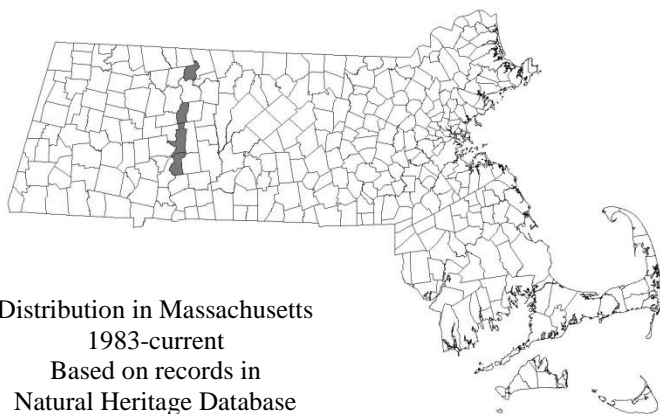 Distribution in Massachusetts
1983-current
Based on records in
Natural Heritage Database